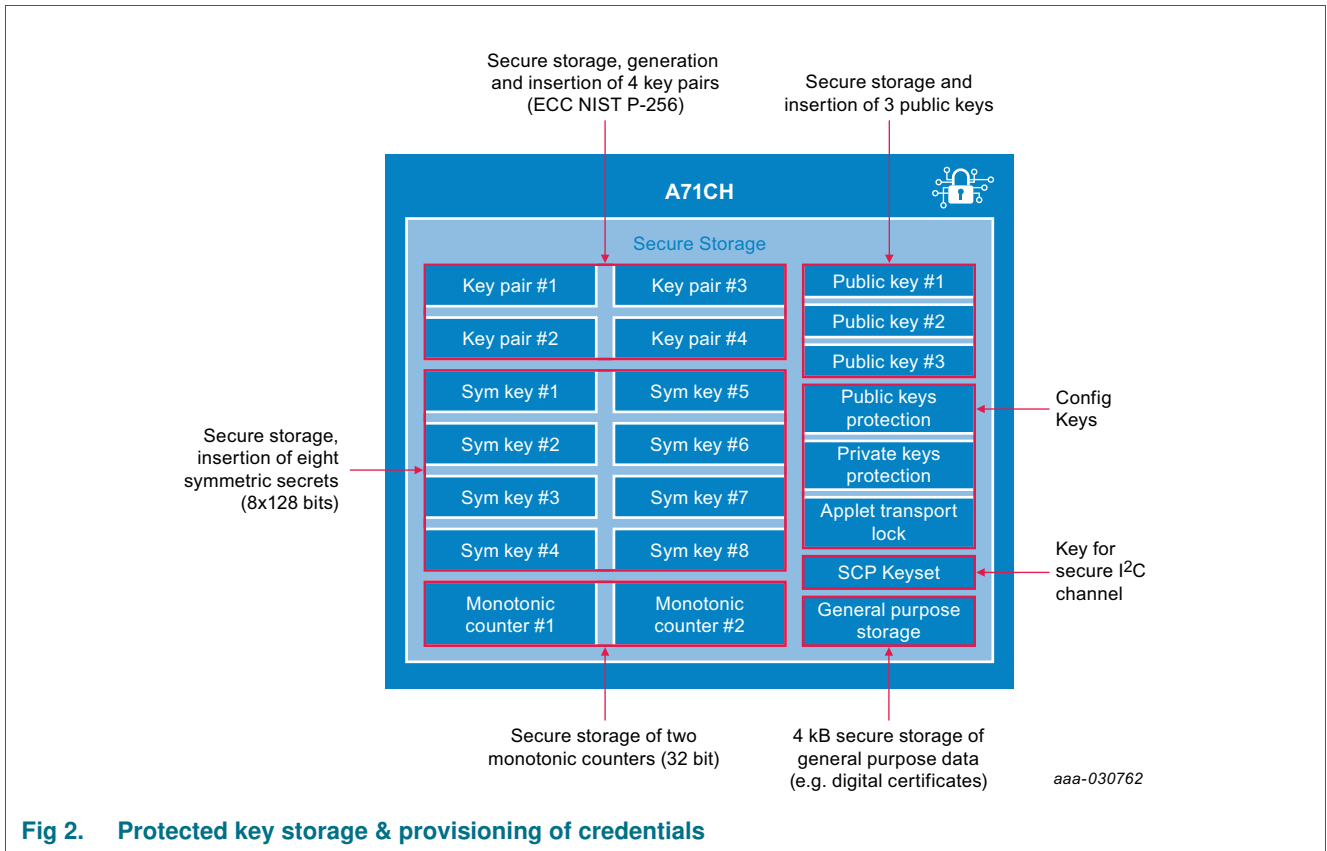 Secure storage, generation
and insertion of 4 key pairs
(ECC NIST P-256)
Secure storage and
insertion of 3 public keys
A71CH
Secure Storage
Key pair #1
Key pair #3
Key pair #2
Key pair #4
Sym key #1
Sym key #5
Sym key #2
Sym key #6
Sym key #3
Sym key #7
Sym key #4
Sym key #8
Monotonic
counter #1
Monotonic
counter #2
Public key #1
Public key #2
Public key #3
Public keys
protection
Private keys
protection
Applet transport
lock
SCP Keyset
General purpose
storage
Secure storage,
insertion of eight
symmetric secrets
(8x128 bits)
Config
Keys
Key for
secure I2C
channel
Secure storage of two
monotonic counters (32 bit)
4 kB secure storage of
general purpose data
(e.g. digital certificates)
aaa-030762
Fig 2. Protected key storage & provisioning of credentials